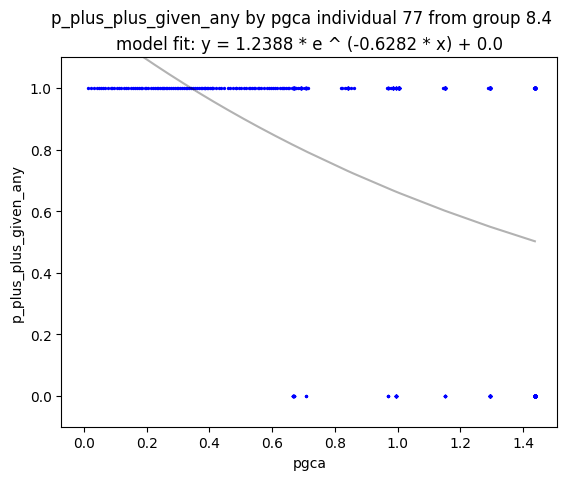 p_plus_plus_given_any by pgca individual 77 from group 8.4
model fit: y = 1.2388 * e ^ (-0.6282 * x) + 0.0
1.0
0.8
0.6
0.4
0.2
0.0
p_plus_plus_given_any
0.0 0.2 0.4 0.6 0.8 1.0 1.2 1.4
pgca